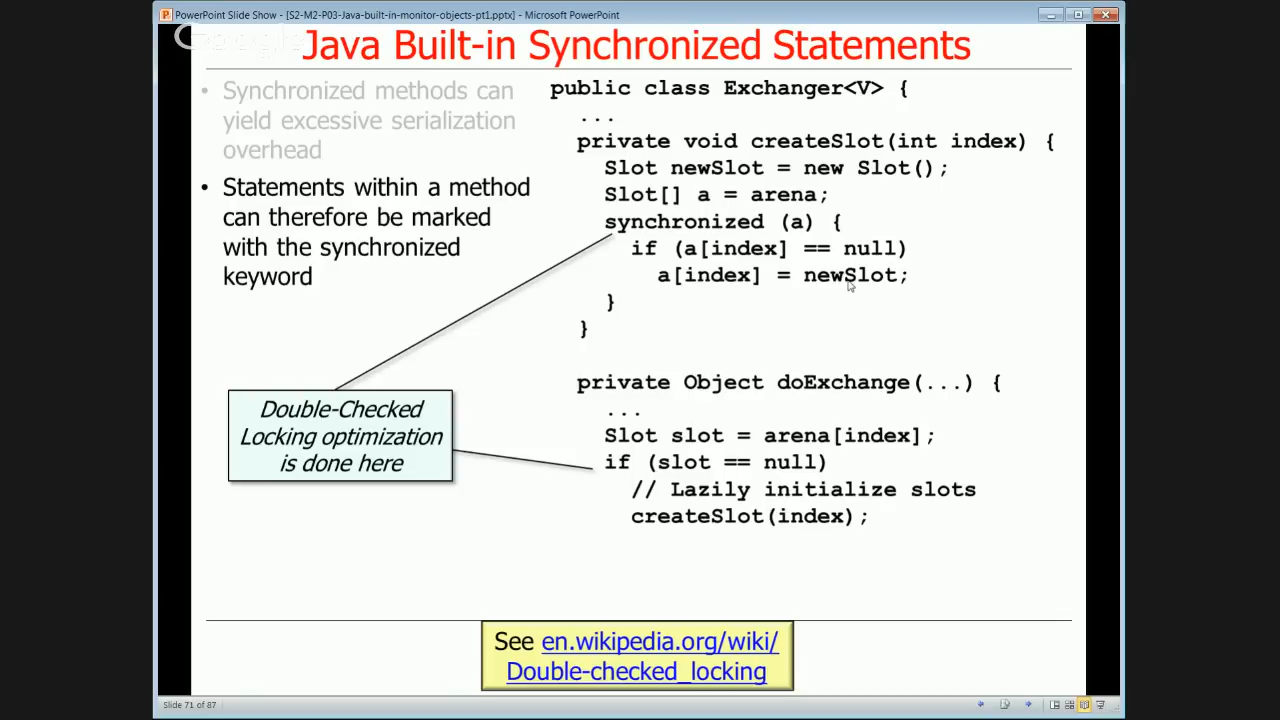 PowerPoint Slide Show - [S2-M2-P03-Java-built-in-monitor-objects-pt1.pptx] - Microsoft PowerPoint
Google
Java Built-in Synchronized Statements
• Synchronized methods can
yield excessive serialization
overhead
• Statements within a method
can therefore be marked
with the synchronized
keyword
public class Exchanger<V> {
...
private void createSlot(int index) {
Slot newSlot = new Slot();
Slot[] a = arena;
synchronized (a) {
if (a[index] == null)
a[index] = newSlot;
}
}
private Object doExchange(...) {
...
Slot slot = arena[index];
if (slot == null)
// Lazily initialize slots
createSlot(index);
Double-Checked
Locking optimization
is done here
See en.wikipedia.org/wiki/
Double-checked_locking
Slide 71 of 87